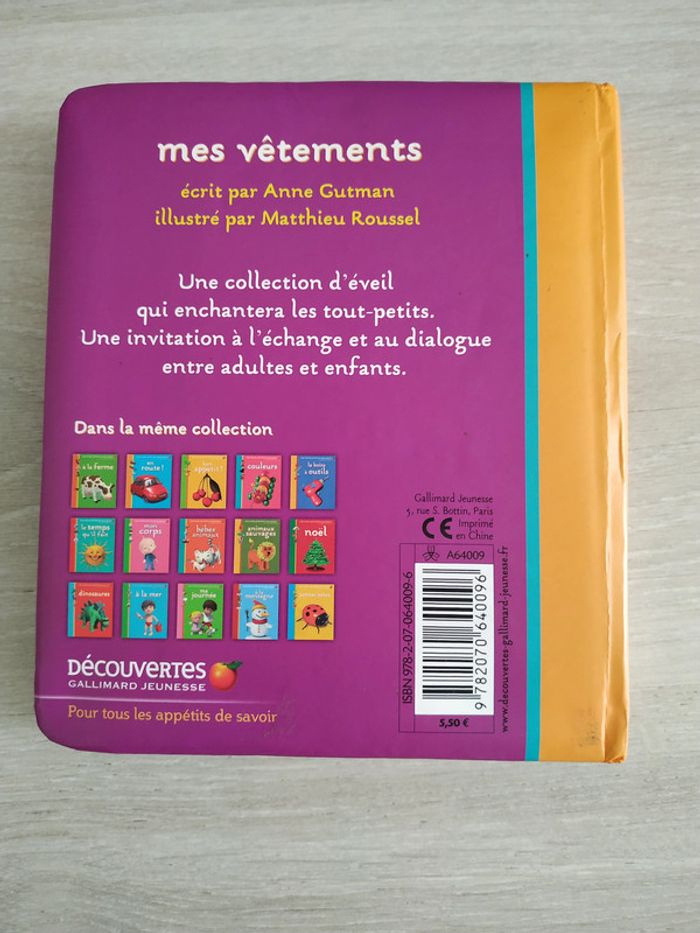 mes vêtements
écrit par Anne Gutman
illustré par Matthieu Roussel
Une collection d'éveil
qui enchantera les tout-petits.
Une invitation à l'échange et au dialogue
entre adultes et enfants.
Dans la même collection
à la ferme
en route !
bon appétit !
couleurs
la boîte à outils
le temps qu'il fait
mon corps
bébés animaux
animaux sauvages
noël
dinosaures
à la mer
ma journée
à la montagne
DÉCOUVERTES
GALLIMARD JEUNESSE
Pour tous les appétits de savoir
Gallimard Jeunesse
5, rue S. Bottin, Paris
CE Imprimé
en Chine
A64009
ISBN 978-2-07-064009-6
9 782070 640096
5,50 €
www.decouvertes-gallimard-jeunesse.fr